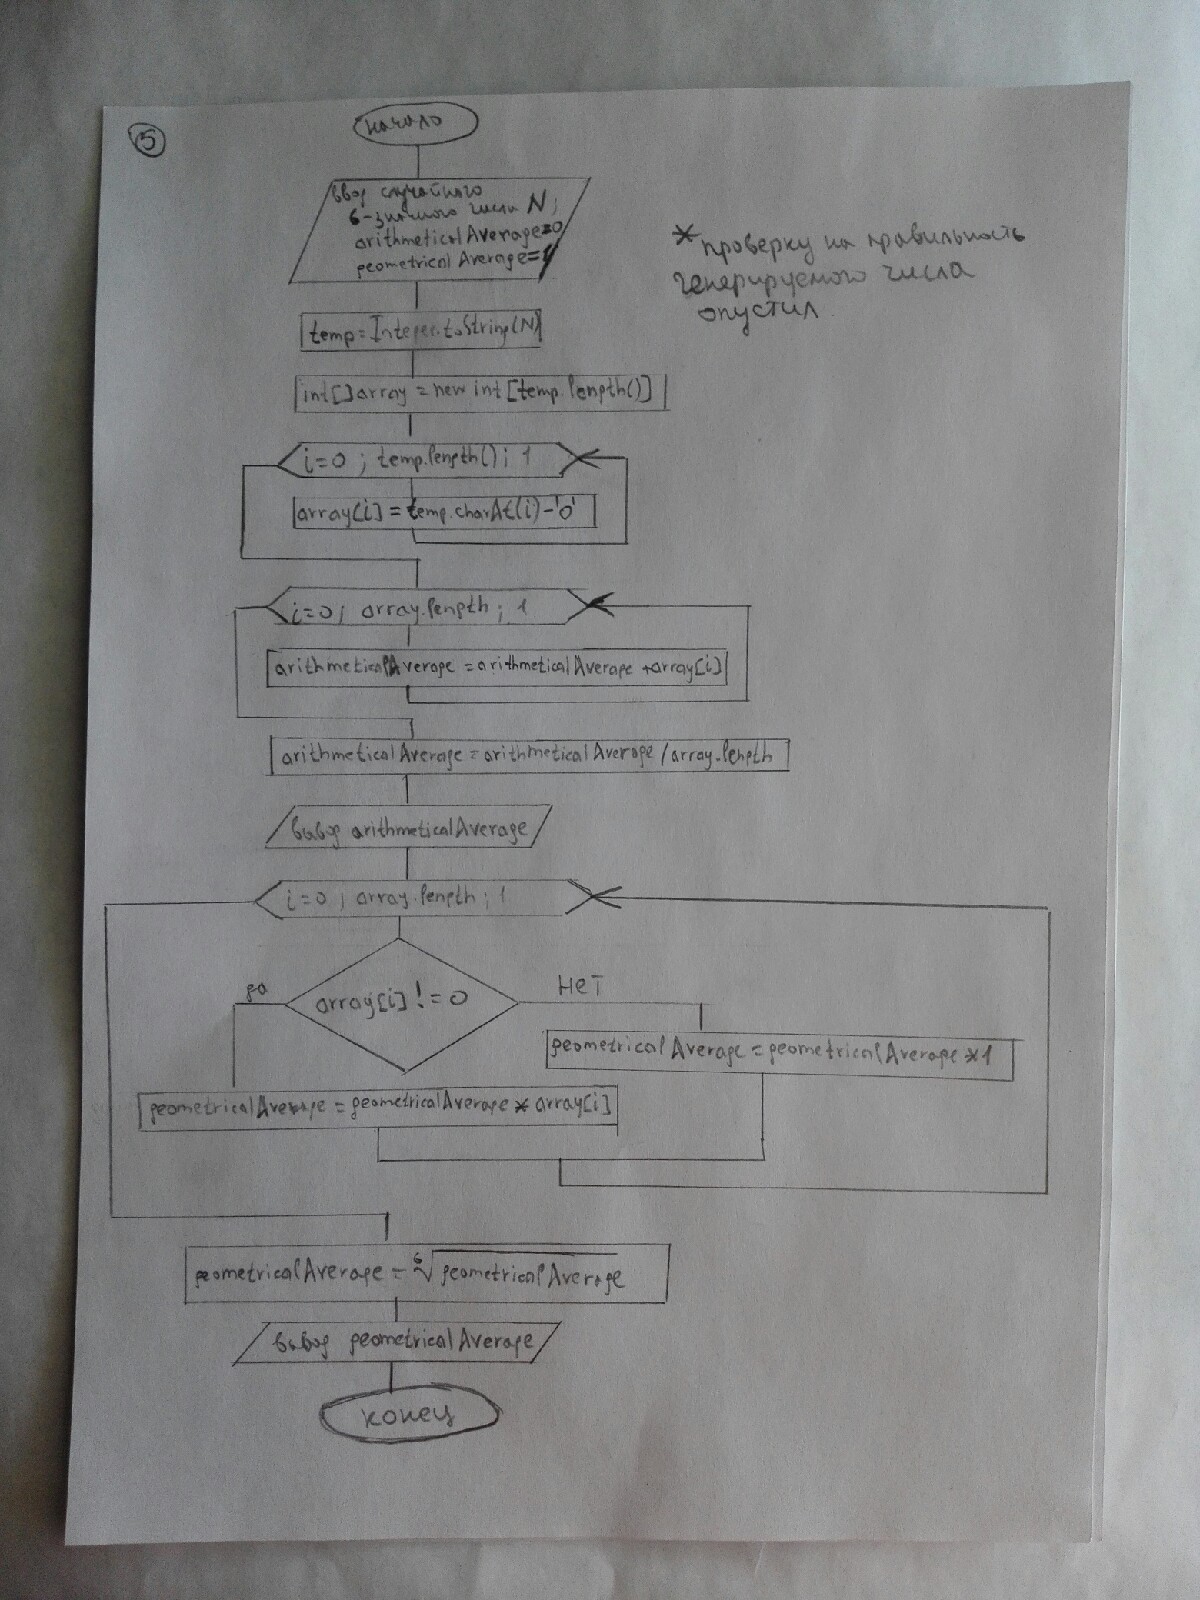 5
начало
ввод случайного
6-значного числа N;
arithmeticalAverage=0
geometricalAverage=1
* проверку на правильность
генерируемого числа
опустил
temp=Integer.toString(N)
int[]array=new int[temp.length()]
i=0; temp.length(); 1
array[i]=temp.charAt(i)-'0'
i=0; array.length; 1
arithmeticalAverage=arithmeticalAverage+array[i]
arithmeticalAverage=arithmeticalAverage/array.length
вывод arithmeticalAverage
i=0; array.length; 1
array[i]!=0
да
НЕТ
geometricalAverage=geometricalAverage*1
geometricalAverage=geometricalAverage*array[i]
geometricalAverage=⁶√geometricalAverage
вывод geometricalAverage
конец